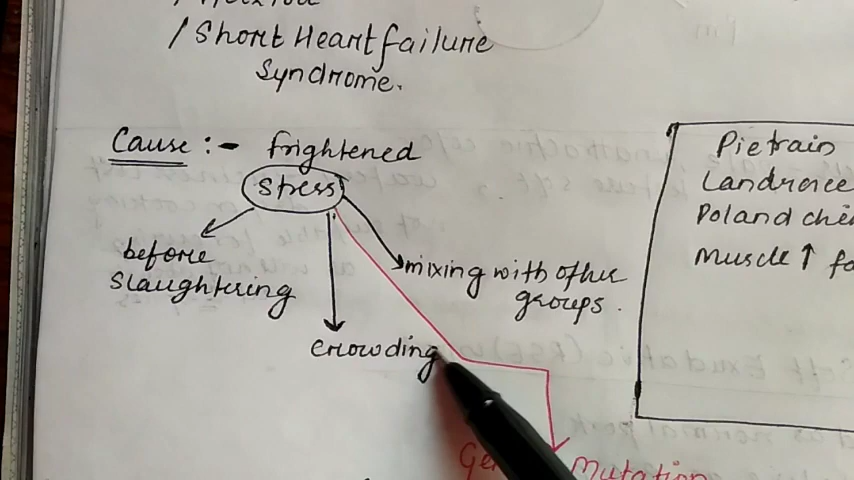 / Short Heart failure
Syndrome.
Cause :- frightened
Stress
before
Slaughtering
crowding
mixing with other
groups.
Mutation
Pietrain
Landrace
Poland
Muscle ↑